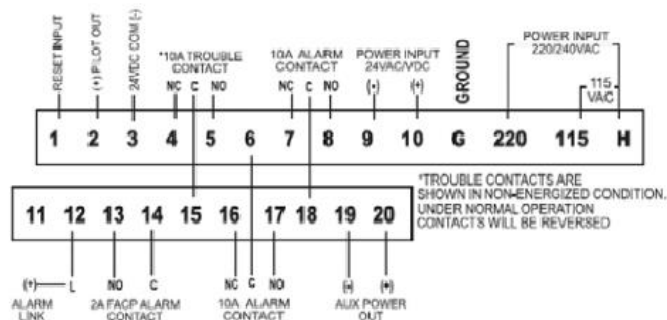 RESET INPUT
(+) PILOT OUT
24VDC COM (-)
*10A TROUBLE
CONTACT
NC C NO
10A ALARM
CONTACT
NC C NO
POWER INPUT
24VAC/VDC
(-) (+)
GROUND
POWER INPUT
220/240VAC
115
VAC
1 2 3 4 5 6 7 8 9 10 G 220 115 H
*TROUBLE CONTACTS ARE
SHOWN IN NON-ENERGIZED CONDITION.
UNDER NORMAL OPERATION
CONTACTS WILL BE REVERSED
11 12 13 14 15 16 17 18 19 20
(+) L
ALARM
LINK
NO C
2A FACP ALARM
CONTACT
NC C NO
10A ALARM
CONTACT
(-) (+)
AUX POWER
OUT